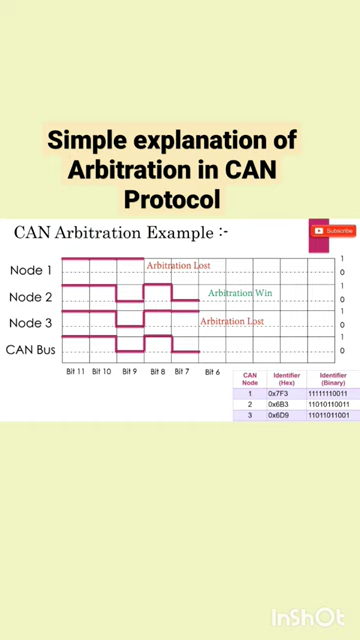 Simple explanation of
Arbitration in CAN
Protocol
Subscribe
CAN Arbitration Example :-
Node 1 Arbitration Lost 1
0
Node 2 Arbitration Win 1
0
Node 3 Arbitration Lost 1
0
CAN Bus 1
0
Bit 11 Bit 10 Bit 9 Bit 8 Bit 7 Bit 6
CAN Node Identifier (Hex) Identifier (Binary)
1 0x7F3 11111110011
2 0x6B3 11010110011
3 0x6D9 11011011001
InShOt